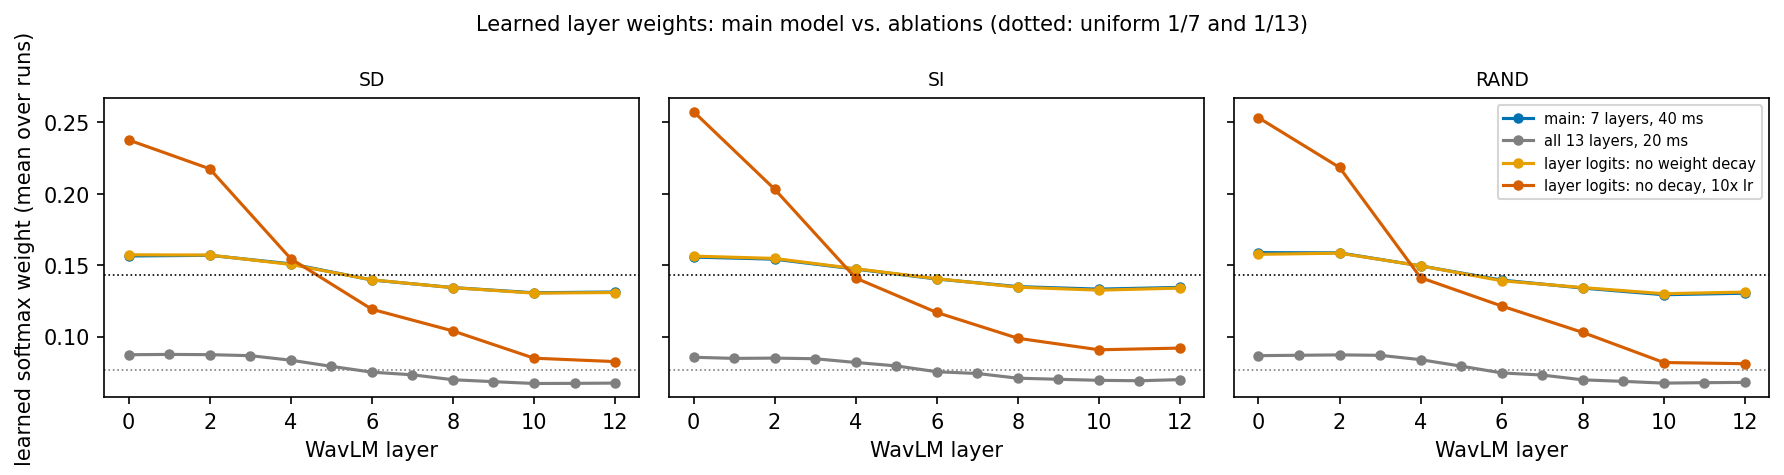 Learned layer weights: main model vs. ablations (dotted: uniform 1/7 and 1/13)
learned softmax weight (mean over runs)
SD
0.25
0.20
0.15
0.10
0 2 4 6 8 10 12
WavLM layer
SI
0 2 4 6 8 10 12
WavLM layer
RAND
main: 7 layers, 40 ms
all 13 layers, 20 ms
layer logits: no weight decay
layer logits: no decay, 10x lr
0 2 4 6 8 10 12
WavLM layer